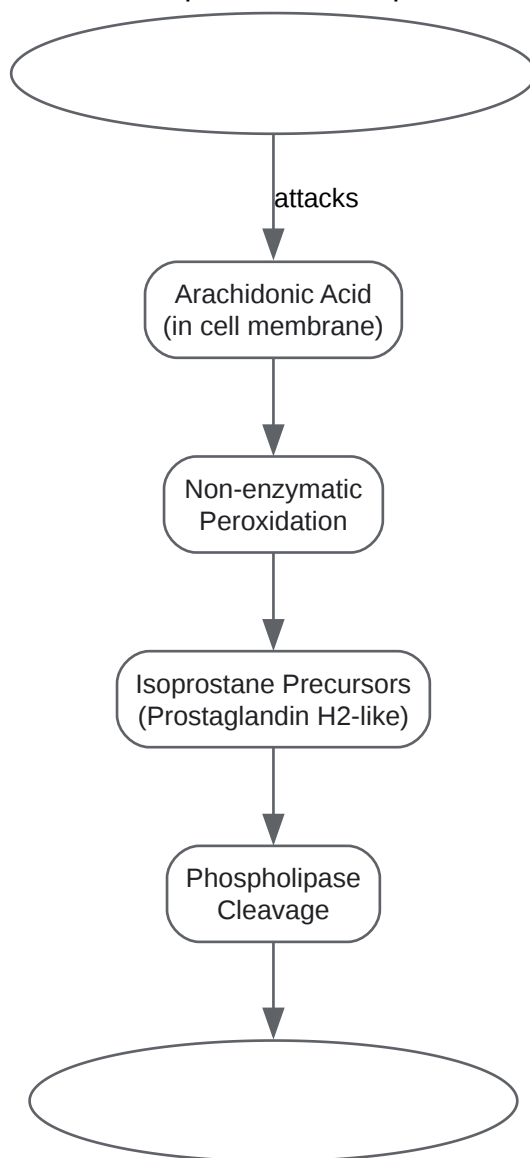 attacks
Arachidonic Acid
(in cell membrane)
Non-enzymatic
Peroxidation
Isoprostane Precursors
(Prostaglandin H2-like)
Phospholipase
Cleavage